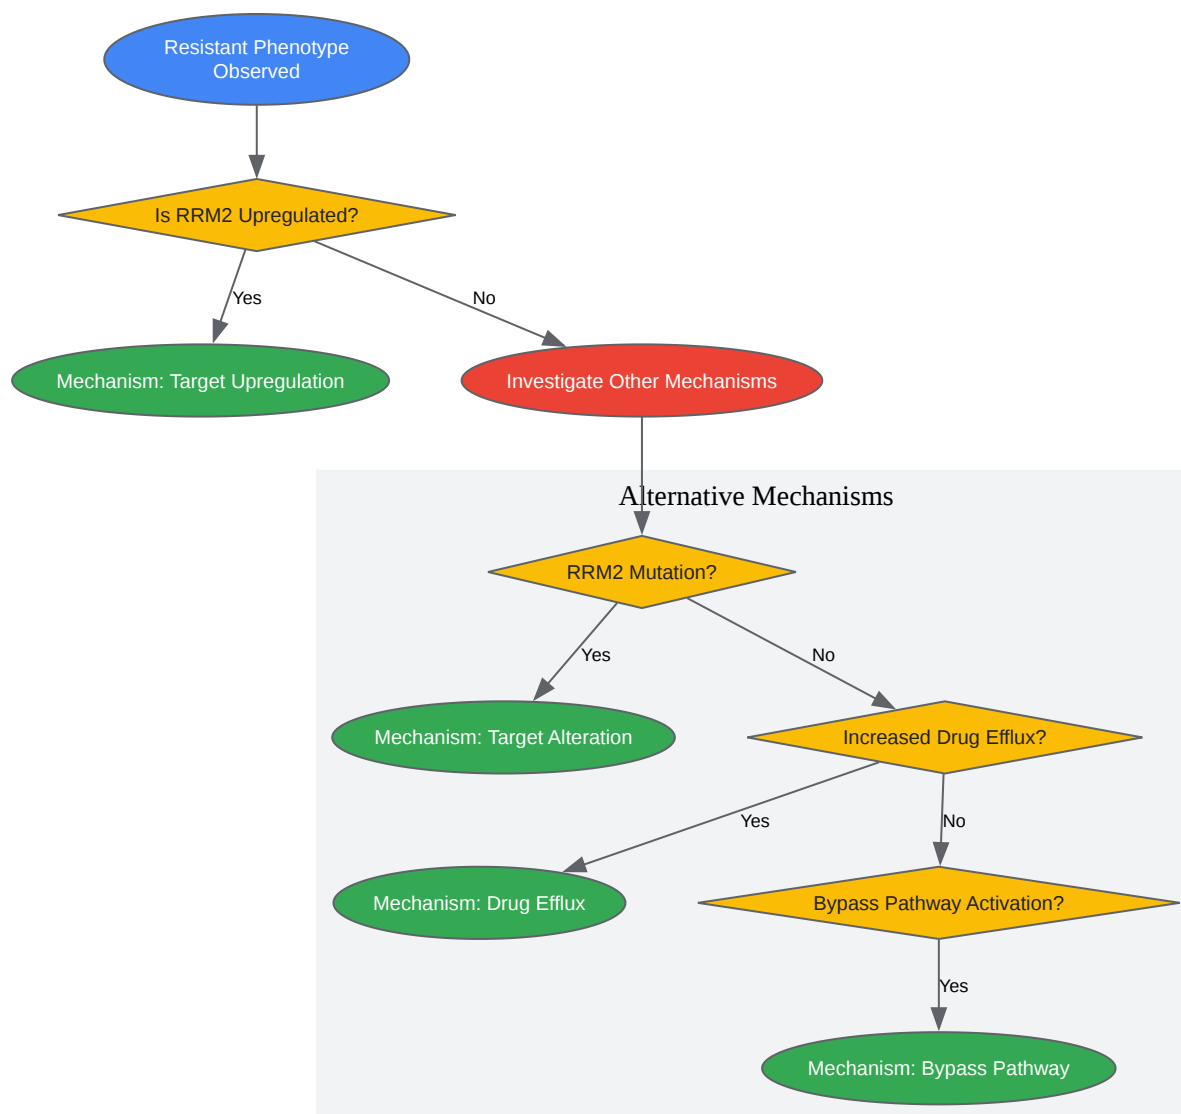 Resistant Phenotype
Observed
Is RRM2 Upregulated?
Yes
No
Mechanism: Target Upregulation
Investigate Other Mechanisms
Alternative Mechanisms
RRM2 Mutation?
Yes
No
Mechanism: Target Alteration
Increased Drug Efflux?
Yes
No
Mechanism: Drug Efflux
Bypass Pathway Activation?
Yes
Mechanism: Bypass Pathway